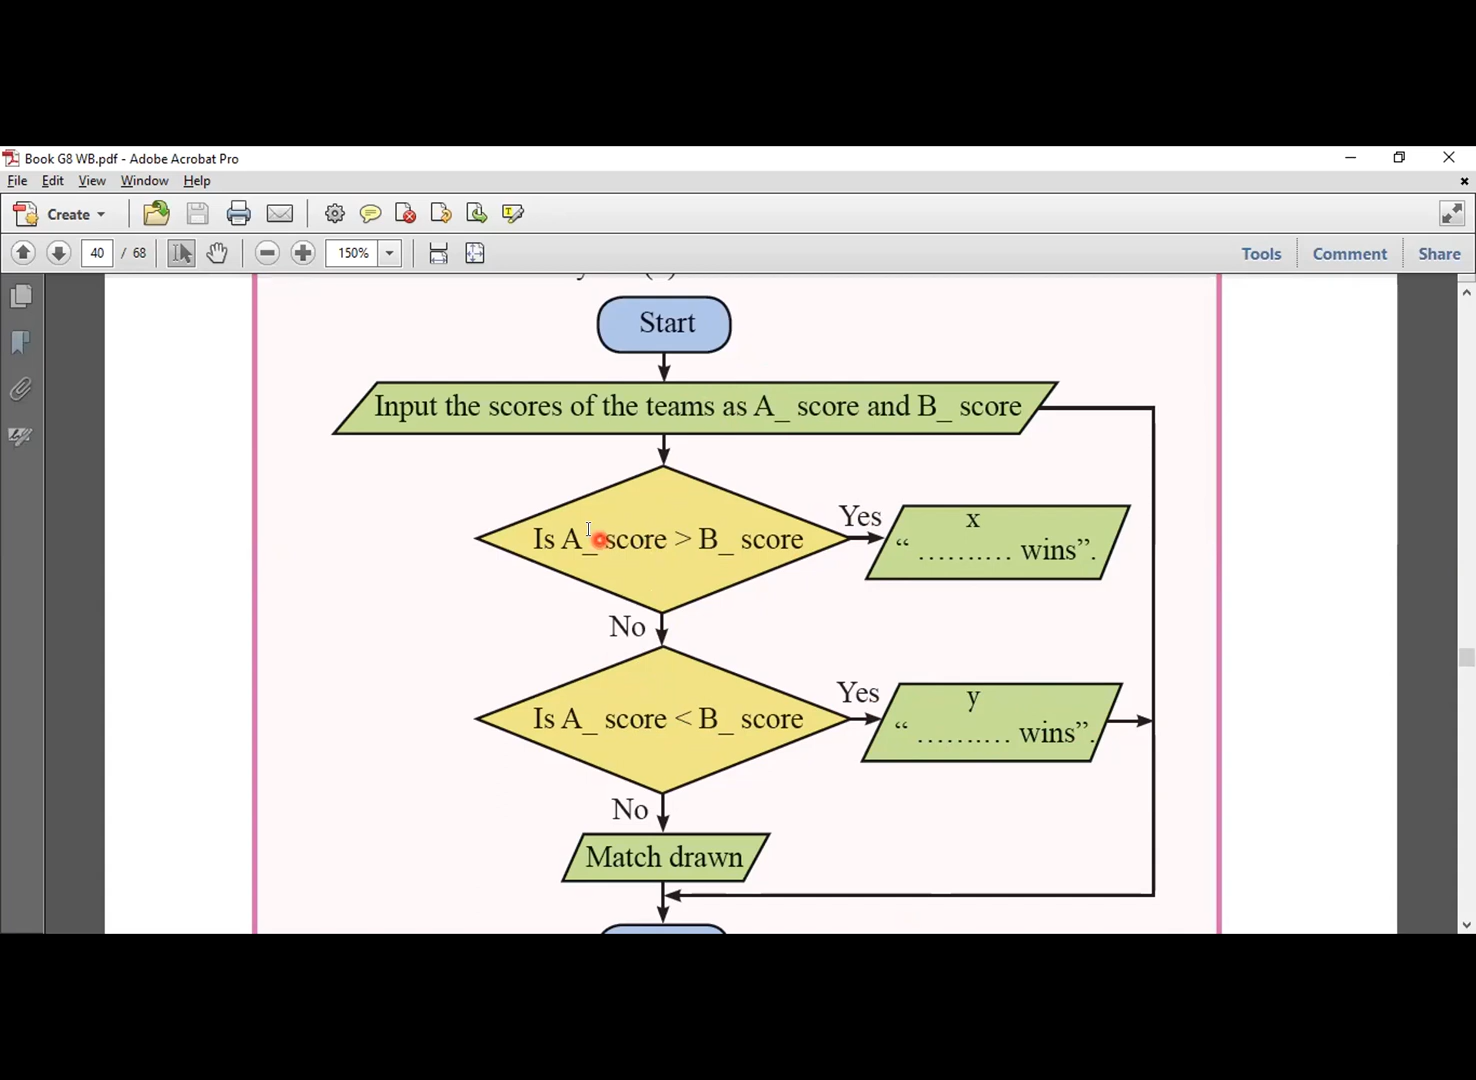 Book G8 WB.pdf - Adobe Acrobat Pro
File Edit View Window Help
Create
40 / 68
150%
Tools Comment Share
Start
Input the scores of the teams as A_ score and B_ score
Is A_ score > B_ score
Yes
x
“ ………. wins”.
No
Is A_ score < B_ score
Yes
y
“ ………. wins”.
No
Match drawn